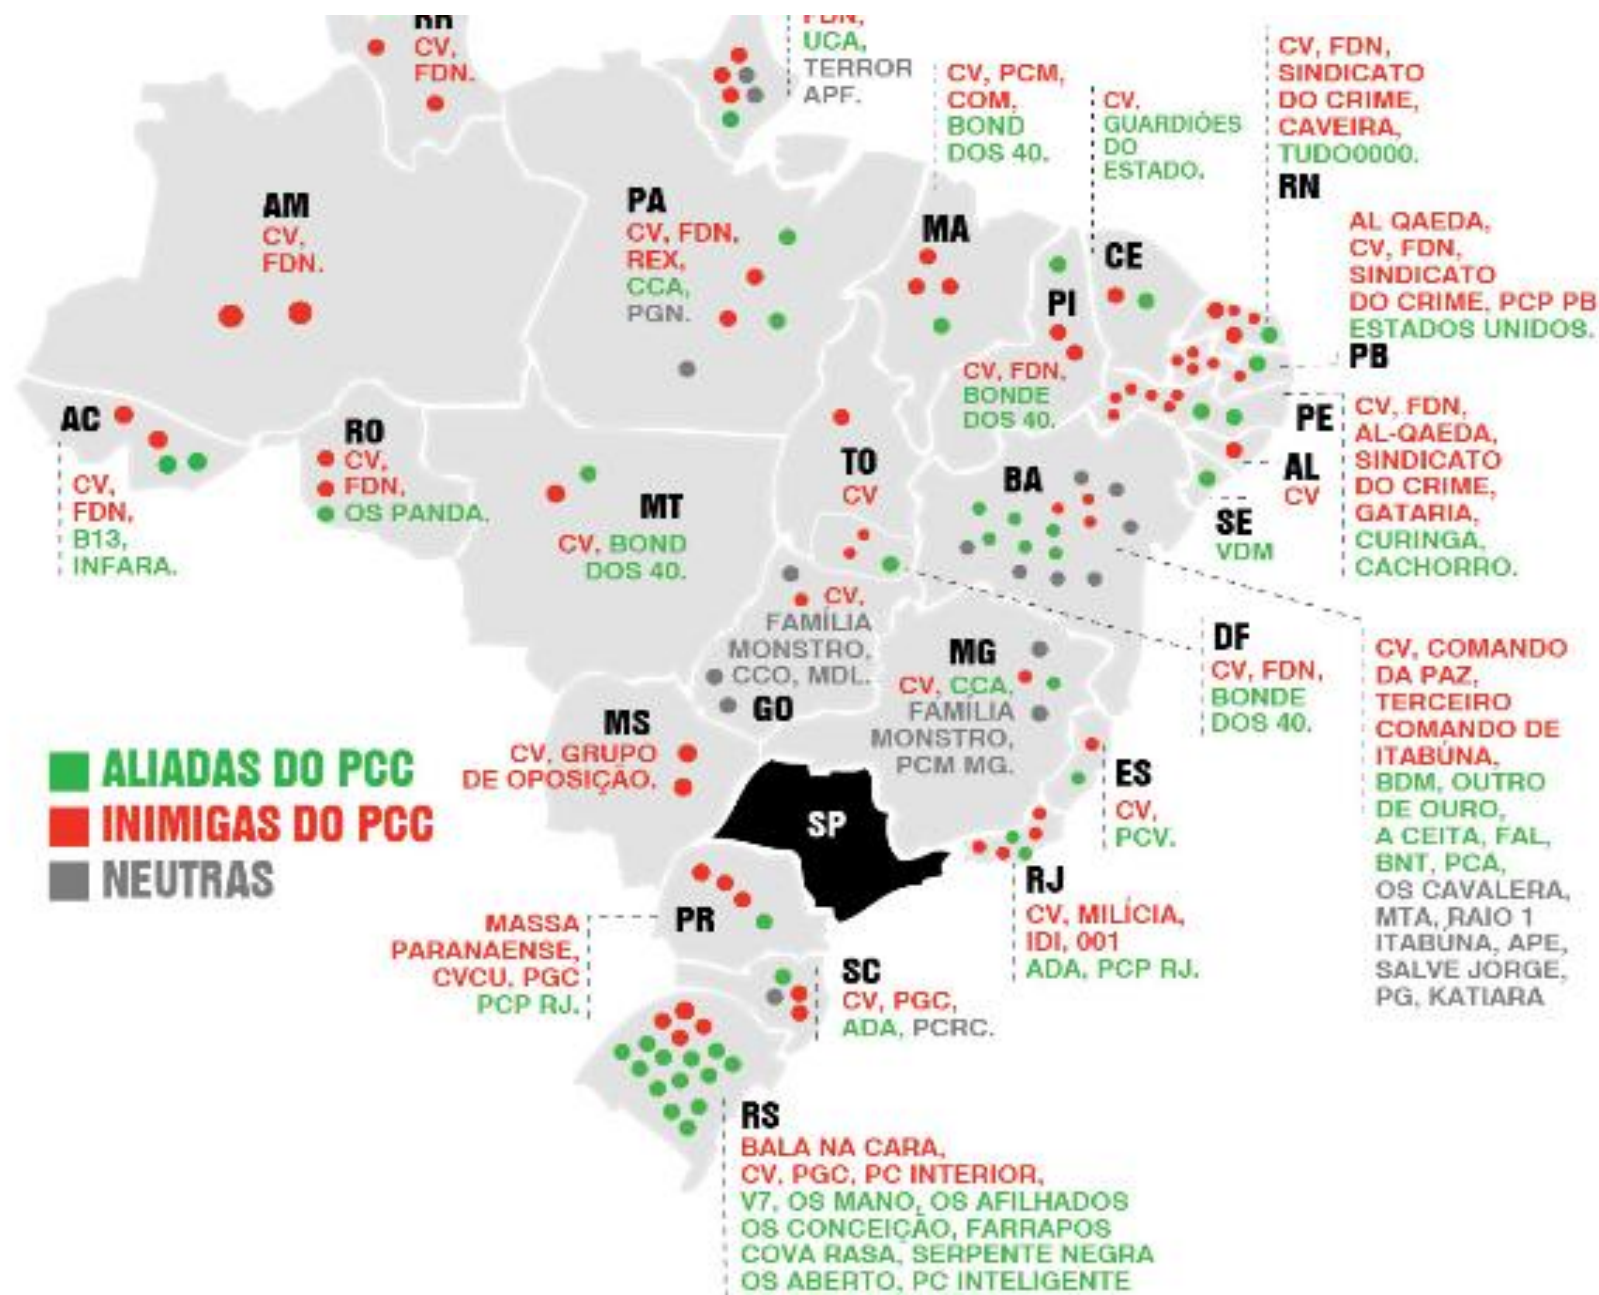 RR
CV,
FDN.
FDN,
UCA,
TERROR
APF.
CV, PCM,
COM,
BOND
DOS 40.
CV.
GUARDIÕES
DO
ESTADO.
CV, FDN,
SINDICATO
DO CRIME,
CAVEIRA,
TUDO0000.
RN
AM
CV,
FDN.
PA
CV, FDN,
REX,
CCA,
PGN.
MA
CE
PI
CV, FDN,
BONDE
DOS 40.
AL QAEDA,
CV, FDN,
SINDICATO
DO CRIME, PCP PB
ESTADOS UNIDOS.
PB
PE
CV, FDN,
AL-QAEDA,
SINDICATO
DO CRIME,
GATARIA,
CURINGA,
CACHORRO.
AL
CV
SE
VDM
AC
CV,
FDN,
B13,
INFARA.
RO
CV,
FDN,
OS PANDA.
MT
CV, BOND
DOS 40.
TO
CV
BA
CV, COMANDO
DA PAZ,
TERCEIRO
COMANDO DE
ITABUNA,
BDM, OUTRO
DE OURO,
A CEITA, FAL,
BNT, PCA,
OS CAVALERA,
MTA, RAIO 1
ITABUNA, APE,
SALVE JORGE,
PG, KATIARA
DF
CV, FDN,
BONDE
DOS 40.
CV,
FAMÍLIA
MONSTRO,
CCO, MDL.
GO
MG
CV, CCA,
FAMÍLIA
MONSTRO,
PCM MG.
MS
CV, GRUPO
DE OPOSIÇÃO.
ES
CV,
PCV.
SP
ALIADAS DO PCC
INIMIGAS DO PCC
NEUTRAS
RJ
CV, MILÍCIA,
IDI, 001
ADA, PCP RJ.
PR
MASSA
PARANAENSE,
CVCU, PGC
PCP RJ.
SC
CV, PGC,
ADA, PCRC.
RS
BALA NA CARA,
CV, PGC, PC INTERIOR,
V7, OS MANO, OS AFILHADOS
OS CONCEIÇÃO, FARRAPOS
COVA RASA, SERPENTE NEGRA
OS ABERTO, PC INTELIGENTE